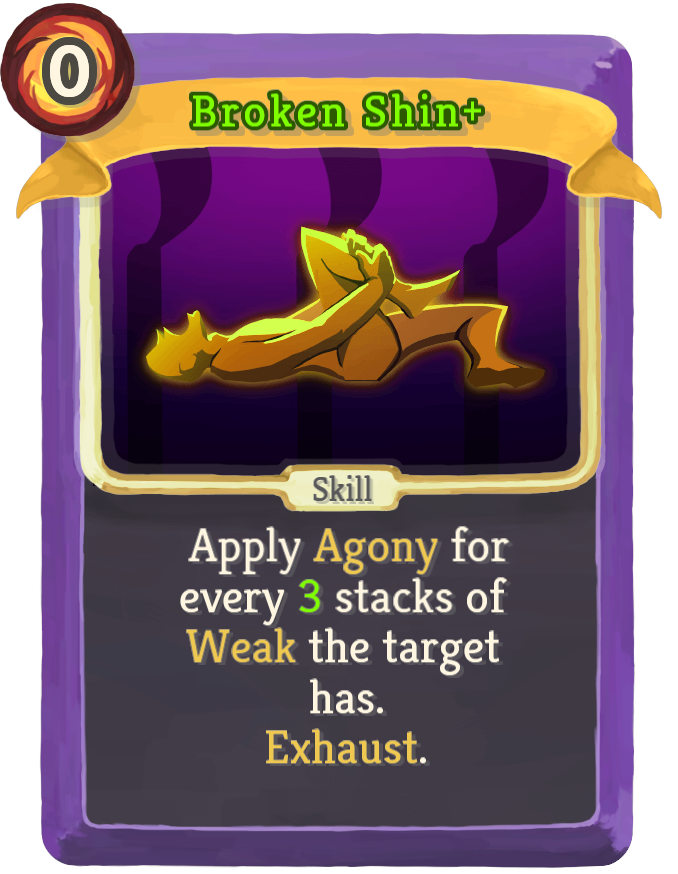 0
Broken Shin+
Skill
Apply Agony for
every 3 stacks of
Weak the target
has.
Exhaust.